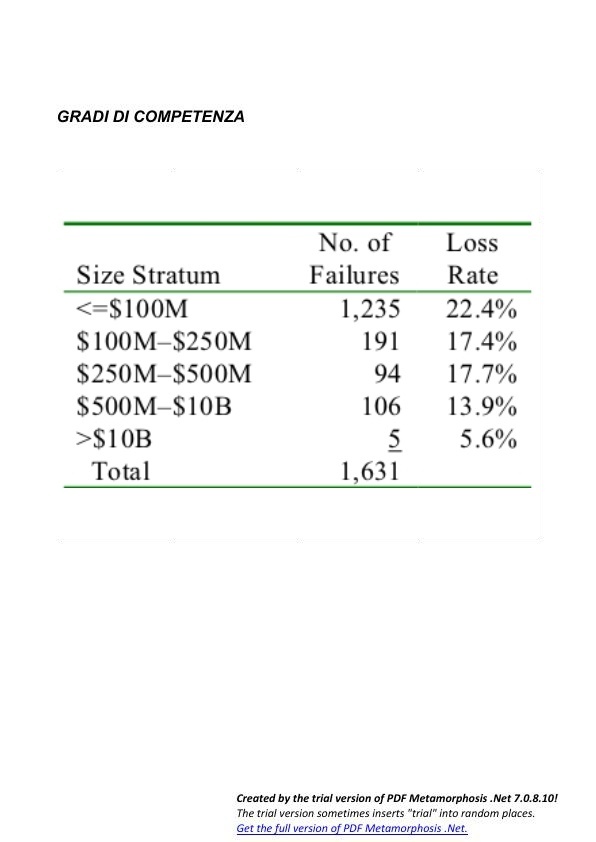 GRADI DI COMPETENZA
No. of Loss
Size Stratum Failures Rate
<=$100M 1,235 22.4%
$100M–$250M 191 17.4%
$250M–$500M 94 17.7%
$500M–$10B 106 13.9%
>$10B 5 5.6%
Total 1,631
Created by the trial version of PDF Metamorphosis .Net 7.0.8.10!
The trial version sometimes inserts "trial" into random places.
Get the full version of PDF Metamorphosis .Net.